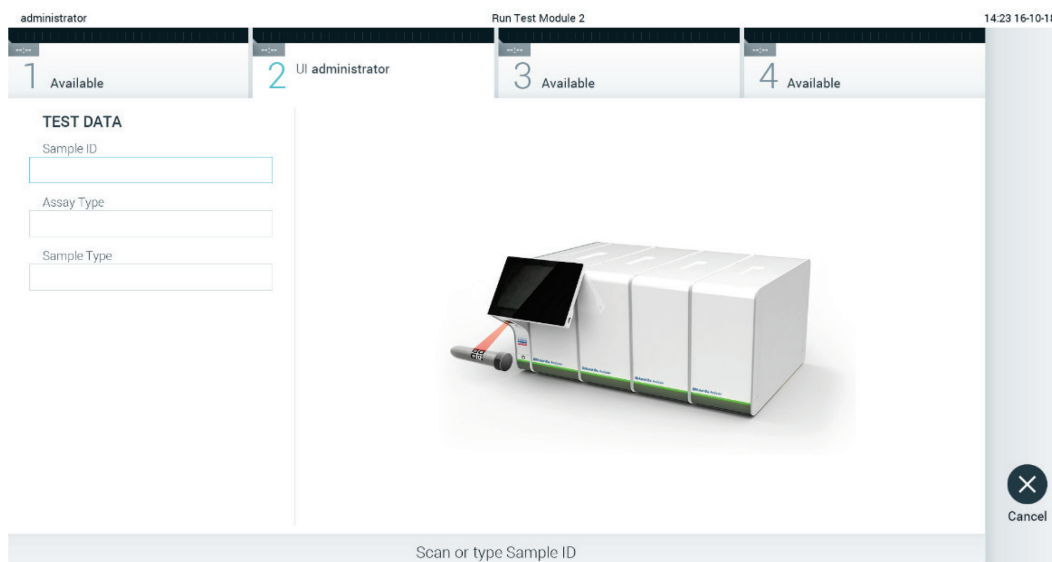 administrator Run Test Module 2 14:23 16-10-18
--:-- --:-- --:-- --:--
1 Available 2 UI administrator 3 Available 4 Available
TEST DATA
Sample ID
Assay Type
Sample Type
Cancel
Scan or type Sample ID